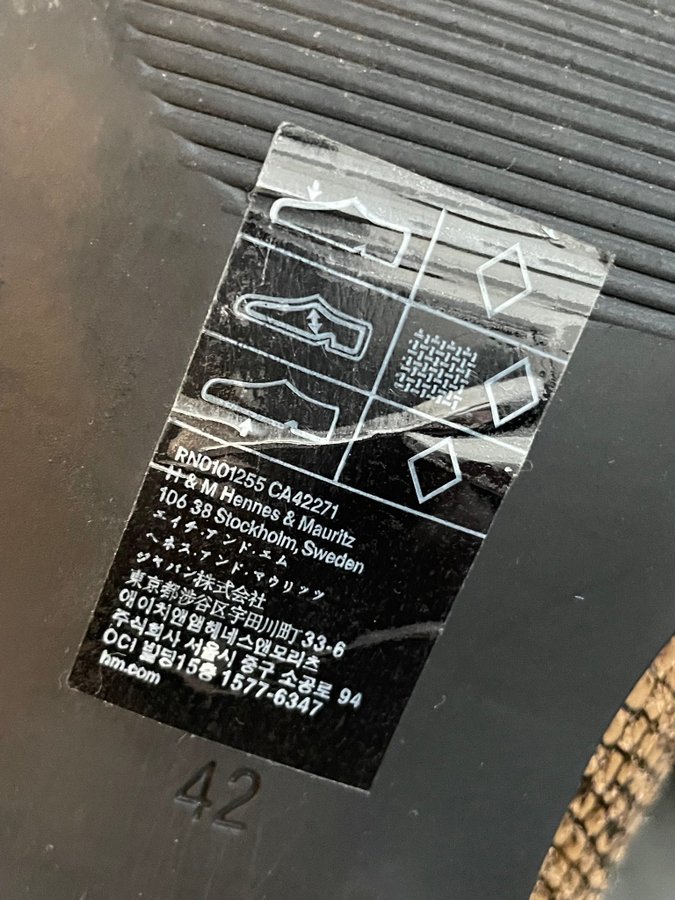 RN0101255 CA42271
H & M Hennes & Mauritz
106 38 Stockholm, Sweden
エイチ・アンド・エム
ヘネス・アンド・マウリッツ
ジャパン株式会社
東京都渋谷区宇田川町33-6
에이치앤엠헤네스앤모리츠
주식회사 서울시 중구 소공로 94
OCI 빌딩15층 1577-6347
hm.com
42